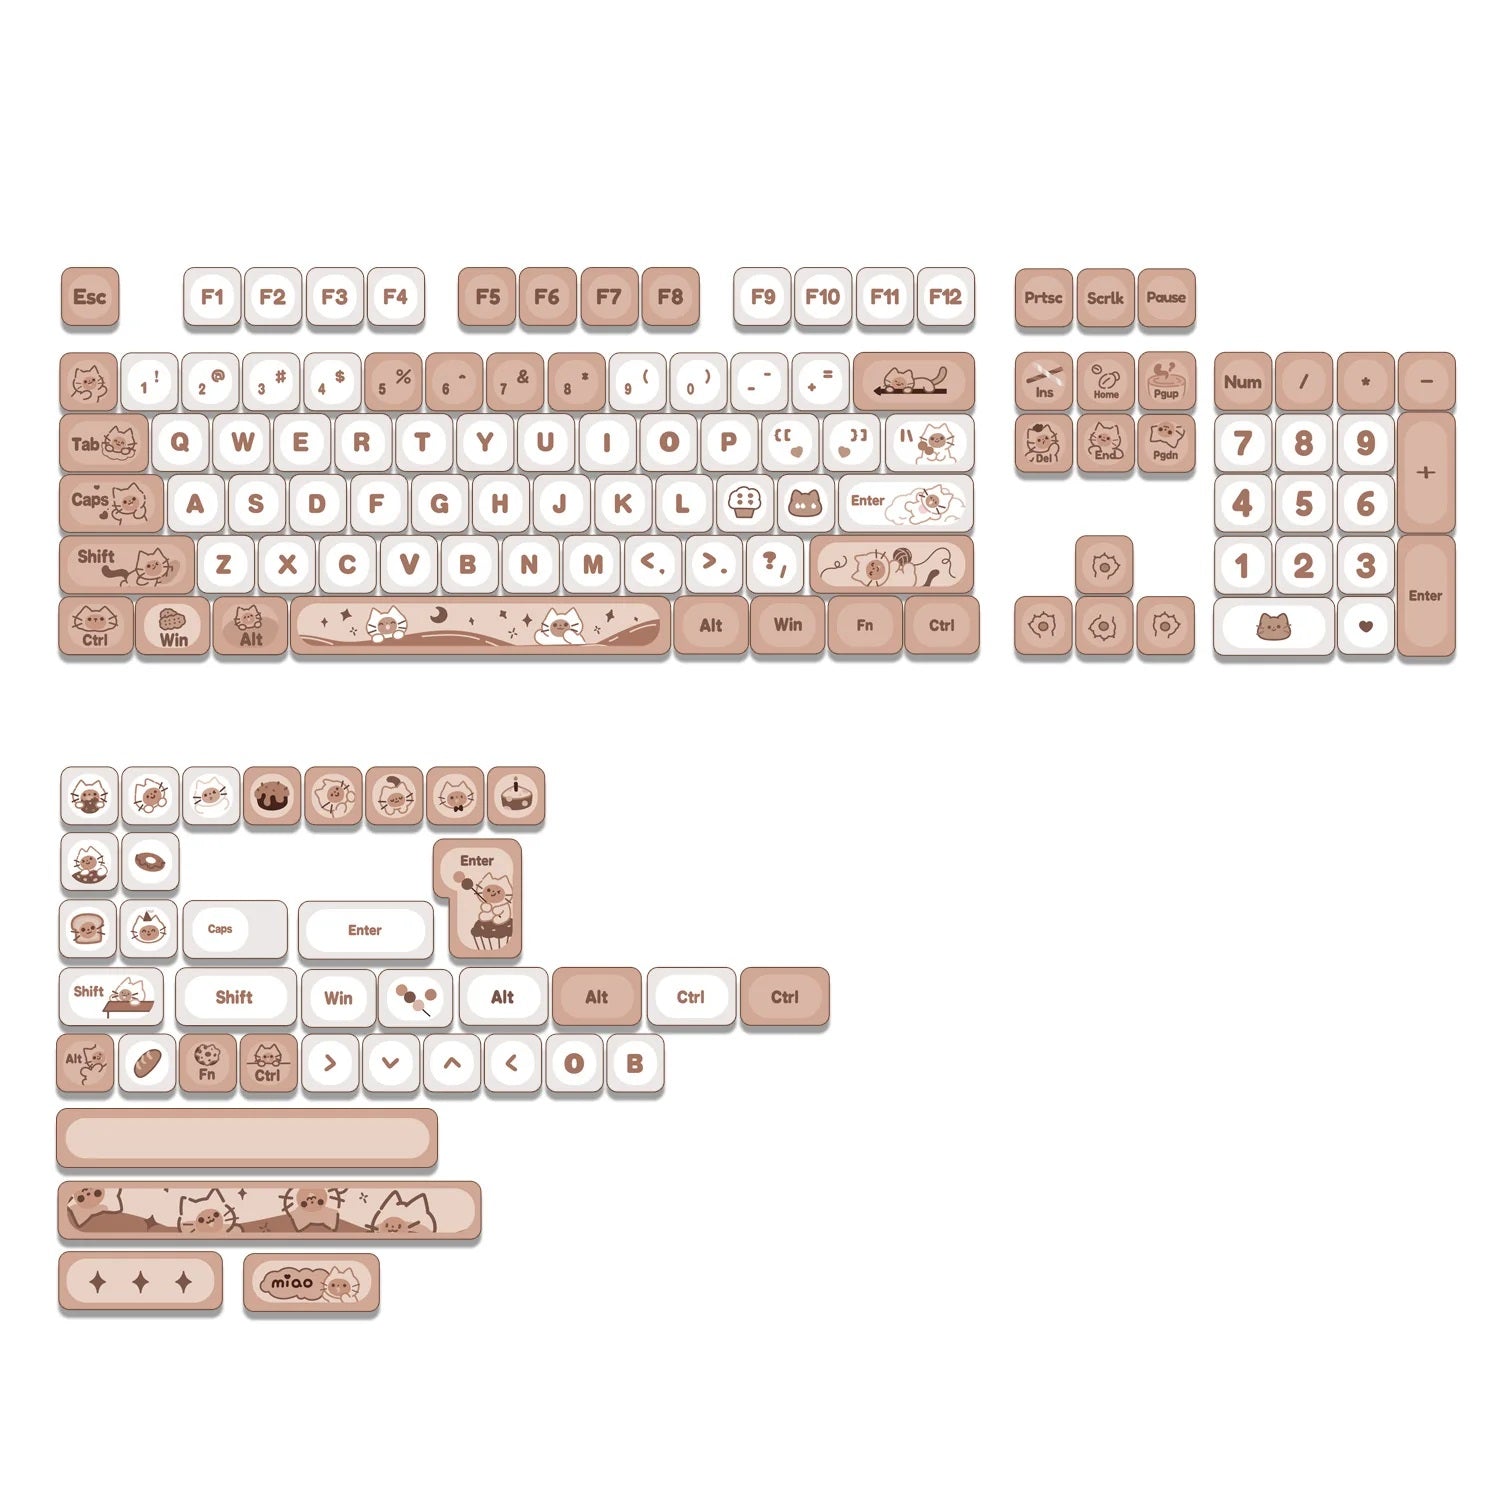 Esc F1 F2 F3 F4 F5 F6 F7 F8 F9 F10 F11 F12 Prtsc Scrlk Pause
! 1 @ 2 # 3 $ 4 % 5 ^ 6 & 7 * 8 ( 9 ) 0 - - = + Ins Home Pgup Num / * −
Tab Q W E R T Y U I O P {[ }] |\ Del End Pgdn 7 8 9 +
Caps A S D F G H J K L Enter 4 5 6
Shift Z X C V B N M <, >. ?, 1 2 3 Enter
Ctrl Win Alt Alt Win Fn Ctrl
Enter
Caps Enter
Shift Shift Win Alt Alt Ctrl Ctrl
Alt Fn Ctrl > ⌄ ^ < O B
miao